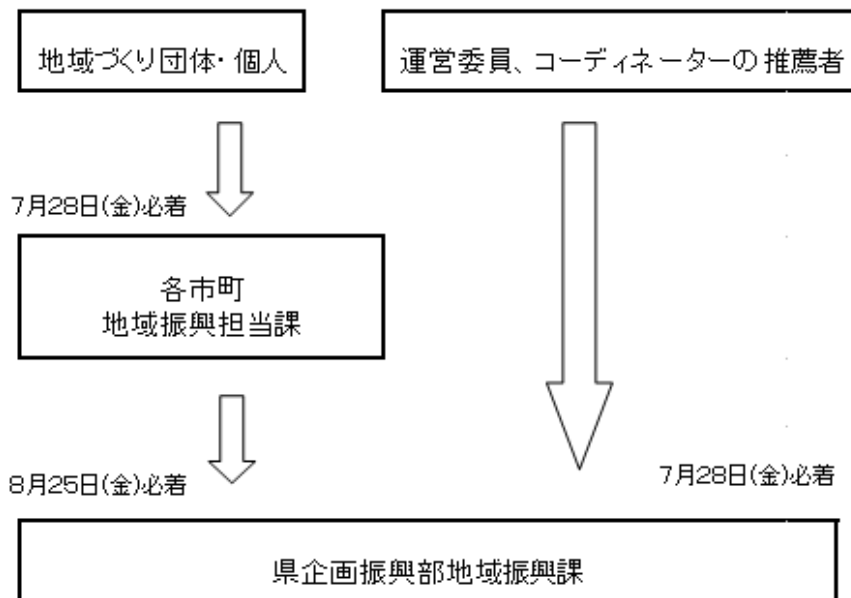 地域づくり団体・個人
運営委員、コーディネーターの推薦者
7月28日(金)必着
各市町
地域振興担当課
8月25日(金)必着
7月28日(金)必着
県企画振興部地域振興課